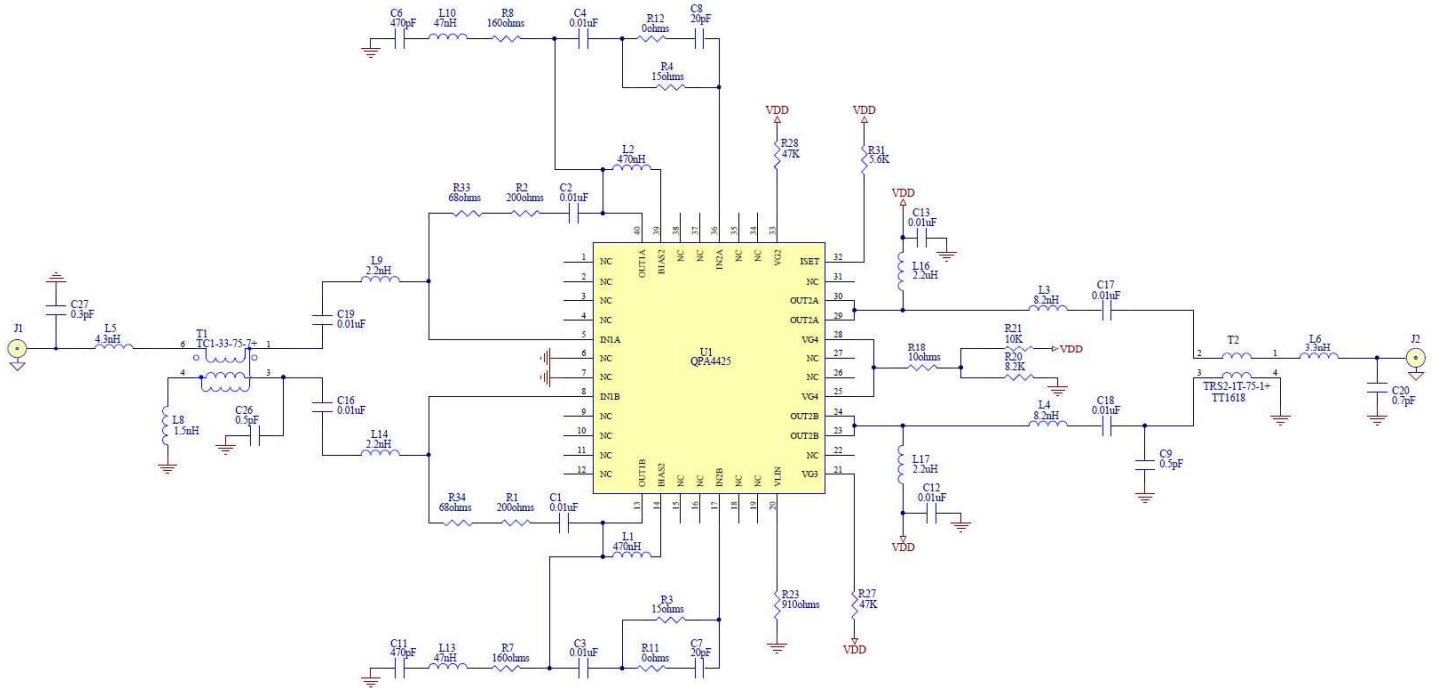 C6
470pF
L10
47nH
R8
160ohms
C4
0.01uF
R12
0ohms
C8
20pF
R4
15ohms
VDD
VDD
R28
47K
R31
5.6K
L2
470nH
R33
68ohms
R2
200ohms
C2
0.01uF
VDD
C13
0.01uF
L16
2.2uH
40
39
38
37
36
35
34
33
OUT1A
BIAS2
NC
NC
IN2A
NC
NC
VG2
1 NC
2 NC
3 NC
4 NC
5 IN1A
6 NC
7 NC
8 IN1B
9 NC
10 NC
11 NC
12 NC
U1
QPA4425
ISET 32
NC 31
OUT2A 30
OUT2A 29
VG4 28
NC 27
NC 26
VG4 25
OUT2B 24
OUT2B 23
NC 22
VG3 21
OUT1B
BIAS2
NC
NC
IN2B
NC
NC
VLIN
13
14
15
16
17
18
19
20
L9
2.2nH
C27
0.3pF
J1
L5
4.3nH
T1
TC1-33-75-7+
6
1
4
3
C19
0.01uF
C16
0.01uF
C26
0.5pF
L8
1.5nH
L14
2.2nH
L3
8.2nH
C17
0.01uF
R18
10ohms
R21
10K
VDD
R20
8.2K
T2
2
1
3
4
TRS2-1T-75-1+
TT1618
L6
3.3nH
J2
C20
0.7pF
L4
8.2nH
C18
0.01uF
C9
0.5pF
L17
2.2uH
C12
0.01uF
VDD
R34
68ohms
R1
200ohms
C1
0.01uF
L1
470nH
R3
15ohms
R23
910ohms
R27
47K
VDD
C11
470pF
L13
47nH
R7
160ohms
C3
0.01uF
R11
0ohms
C7
20pF